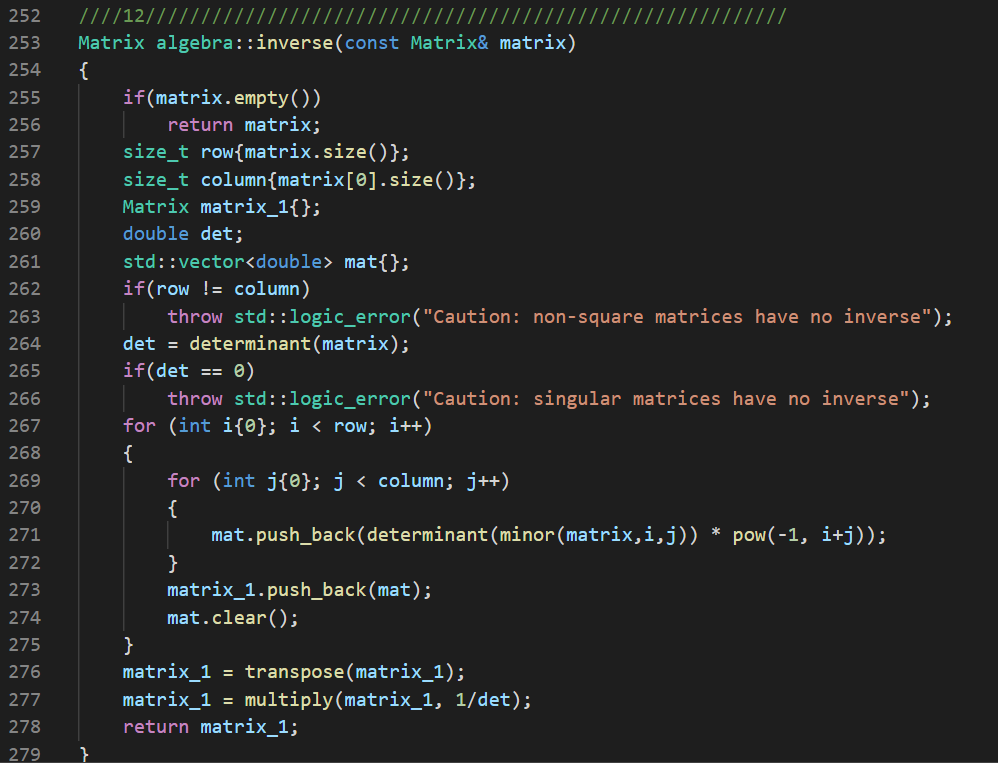 252 ////12//////////////////////////////////////////////////////////
253 Matrix algebra::inverse(const Matrix& matrix)
254 {
255     if(matrix.empty())
256         return matrix;
257     size_t row{matrix.size()};
258     size_t column{matrix[0].size()};
259     Matrix matrix_1{};
260     double det;
261     std::vector<double> mat{};
262     if(row != column)
263         throw std::logic_error("Caution: non-square matrices have no inverse");
264     det = determinant(matrix);
265     if(det == 0)
266         throw std::logic_error("Caution: singular matrices have no inverse");
267     for (int i{0}; i < row; i++)
268     {
269         for (int j{0}; j < column; j++)
270         {
271             mat.push_back(determinant(minor(matrix,i,j)) * pow(-1, i+j));
272         }
273         matrix_1.push_back(mat);
274         mat.clear();
275     }
276     matrix_1 = transpose(matrix_1);
277     matrix_1 = multiply(matrix_1, 1/det);
278     return matrix_1;
279 }